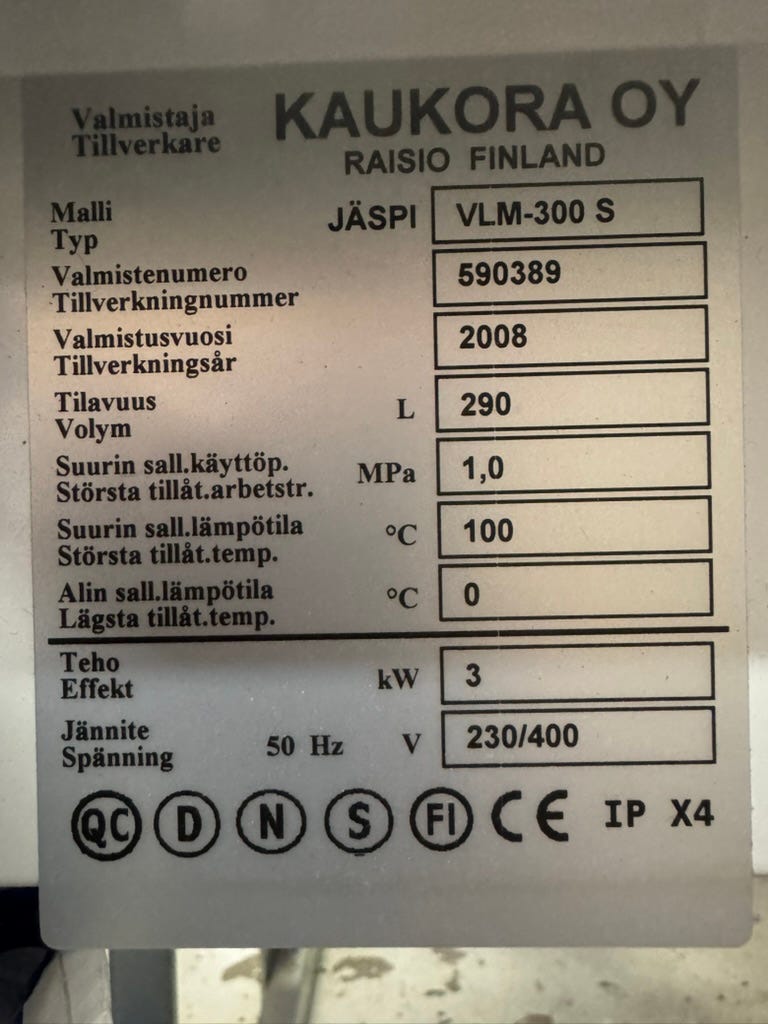 Valmistaja
Tillverkare
KAUKORA OY
RAISIO FINLAND
Malli
Typ
JÄSPI
VLM-300 S
Valmistenumero
Tillverkningnummer
590389
Valmistusvuosi
Tillverkningsår
2008
Tilavuus
Volym
L
290
Suurin sall.käyttöp.
Största tillåt.arbetstr.
MPa
1,0
Suurin sall.lämpötila
Största tillåt.temp.
°C
100
Alin sall.lämpötila
Lägsta tillåt.temp.
°C
0
Teho
Effekt
kW
3
Jännite
Spänning
50 Hz
V
230/400
QC D N S FI CE IP X4